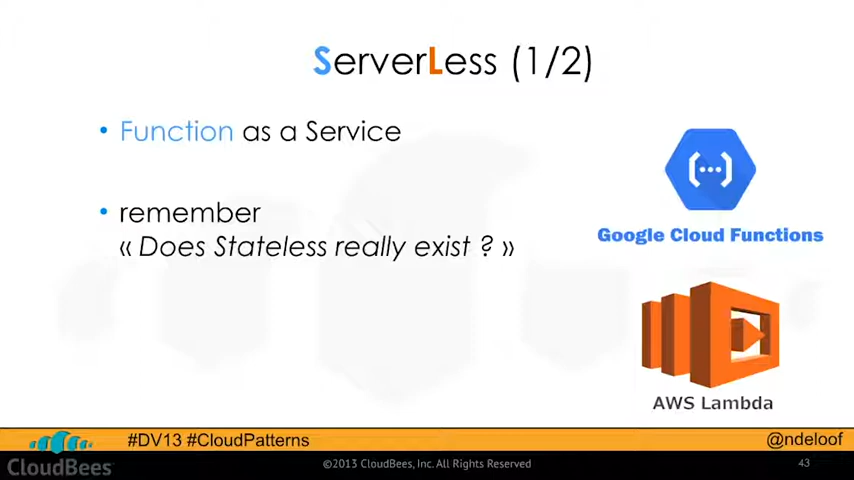 ServerLess (1/2)
• Function as a Service
• remember
« Does Stateless really exist ? »
Google Cloud Functions
AWS Lambda
#DV13 #CloudPatterns
@ndeloof
CloudBees
©2013 CloudBees, Inc. All Rights Reserved
43